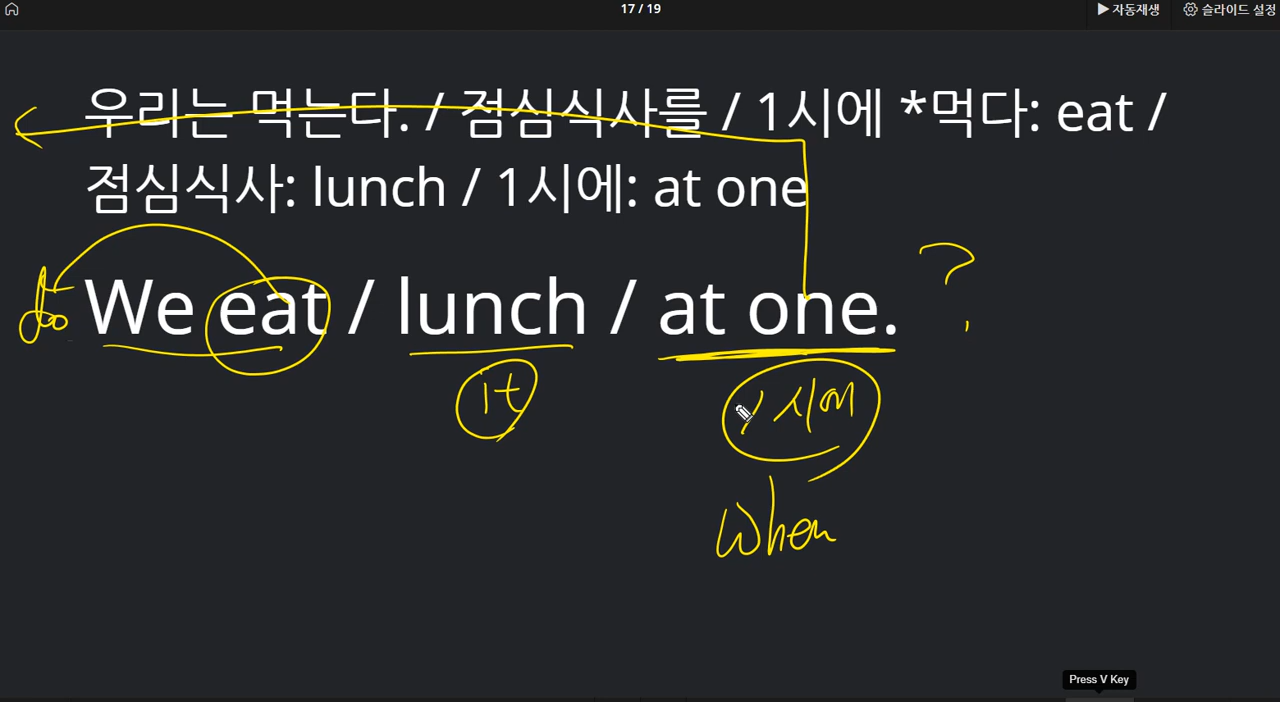 17 / 19
자동재생
슬라이드 설정
우리는 먹는다. / 점심식사를 / 1시에 *먹다: eat /
점심식사: lunch / 1시에: at one
do We eat / lunch / at one. ?
it
1시에
When
Press V Key